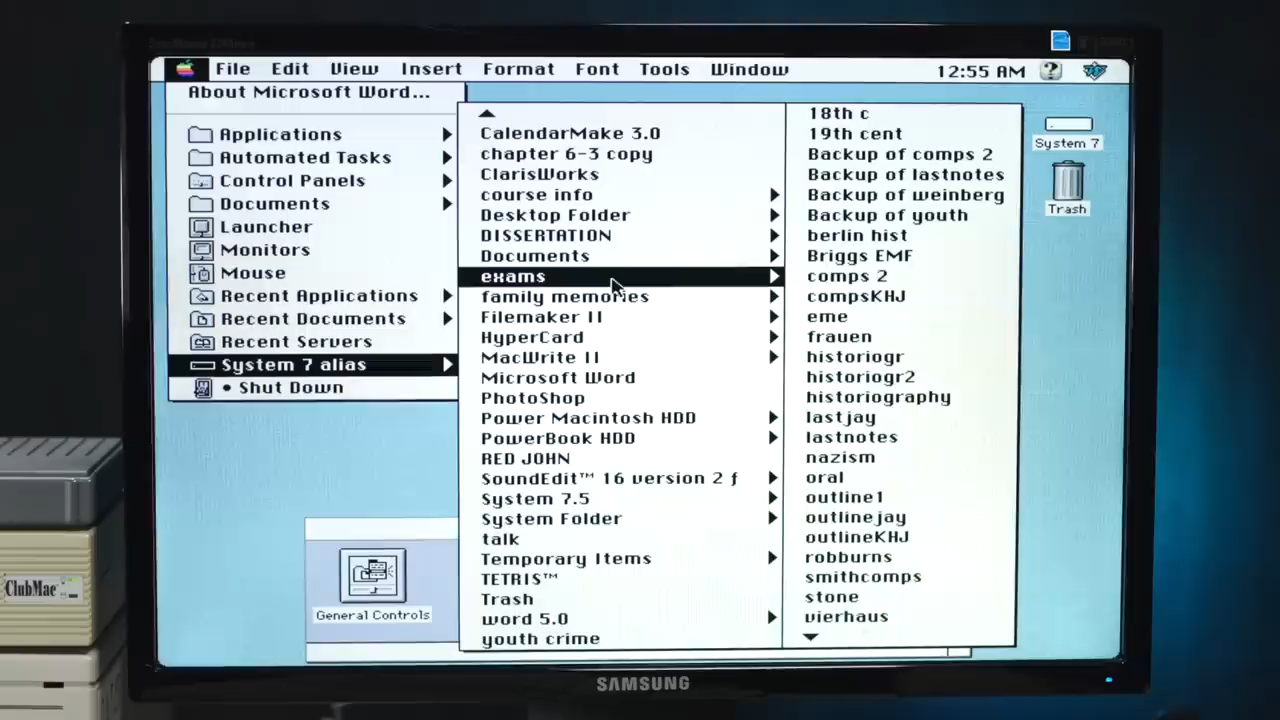 File Edit View Insert Format Font Tools Window 12:55 AM
About Microsoft Word...
Applications
Automated Tasks
Control Panels
Documents
Launcher
Monitors
Mouse
Recent Applications
Recent Documents
Recent Servers
System 7 alias
• Shut Down
CalendarMake 3.0
chapter 6-3 copy
ClarisWorks
course info
Desktop Folder
DISSERTATION
Documents
exams
family memories
Filemaker II
HyperCard
MacWrite II
Microsoft Word
PhotoShop
Power Macintosh HDD
PowerBook HDD
RED JOHN
SoundEdit™ 16 version 2 ƒ
System 7.5
System Folder
talk
Temporary Items
TETRIS™
Trash
word 5.0
youth crime
18th c
19th cent
Backup of comps 2
Backup of lastnotes
Backup of weinberg
Backup of youth
berlin hist
Briggs EMF
comps 2
compsKHJ
eme
frauen
historiogr
historiogr2
historiography
lastjay
lastnotes
nazism
oral
outline1
outlinejay
outlineKHJ
robburns
smithcomps
stone
vierhaus
System 7
Trash
General Controls
ClubMac
SAMSUNG